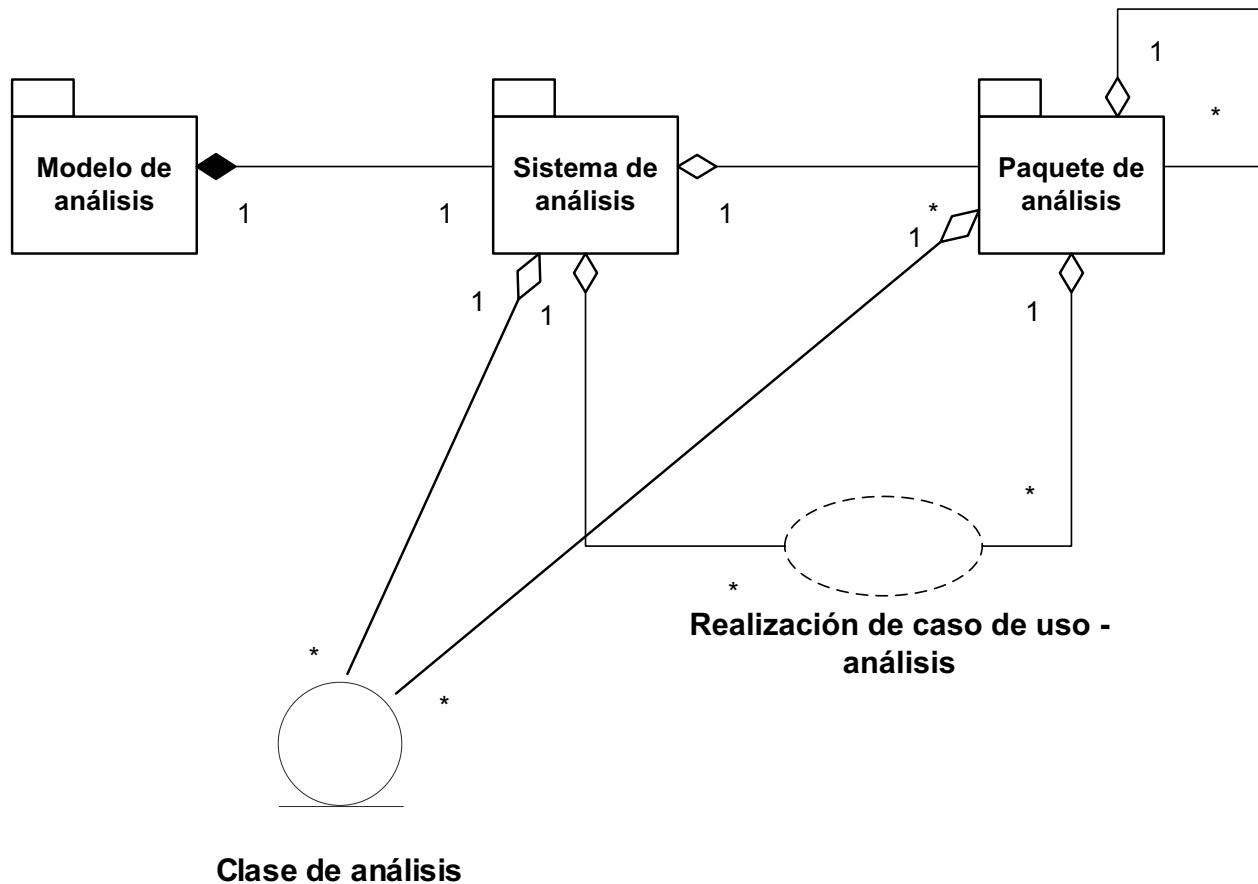 1
*
Modelo de
análisis
Sistema de
análisis
Paquete de
análisis
1
1
1
*
1
1
1
1
*
*
*
*
Realización de caso de uso -
análisis
Clase de análisis